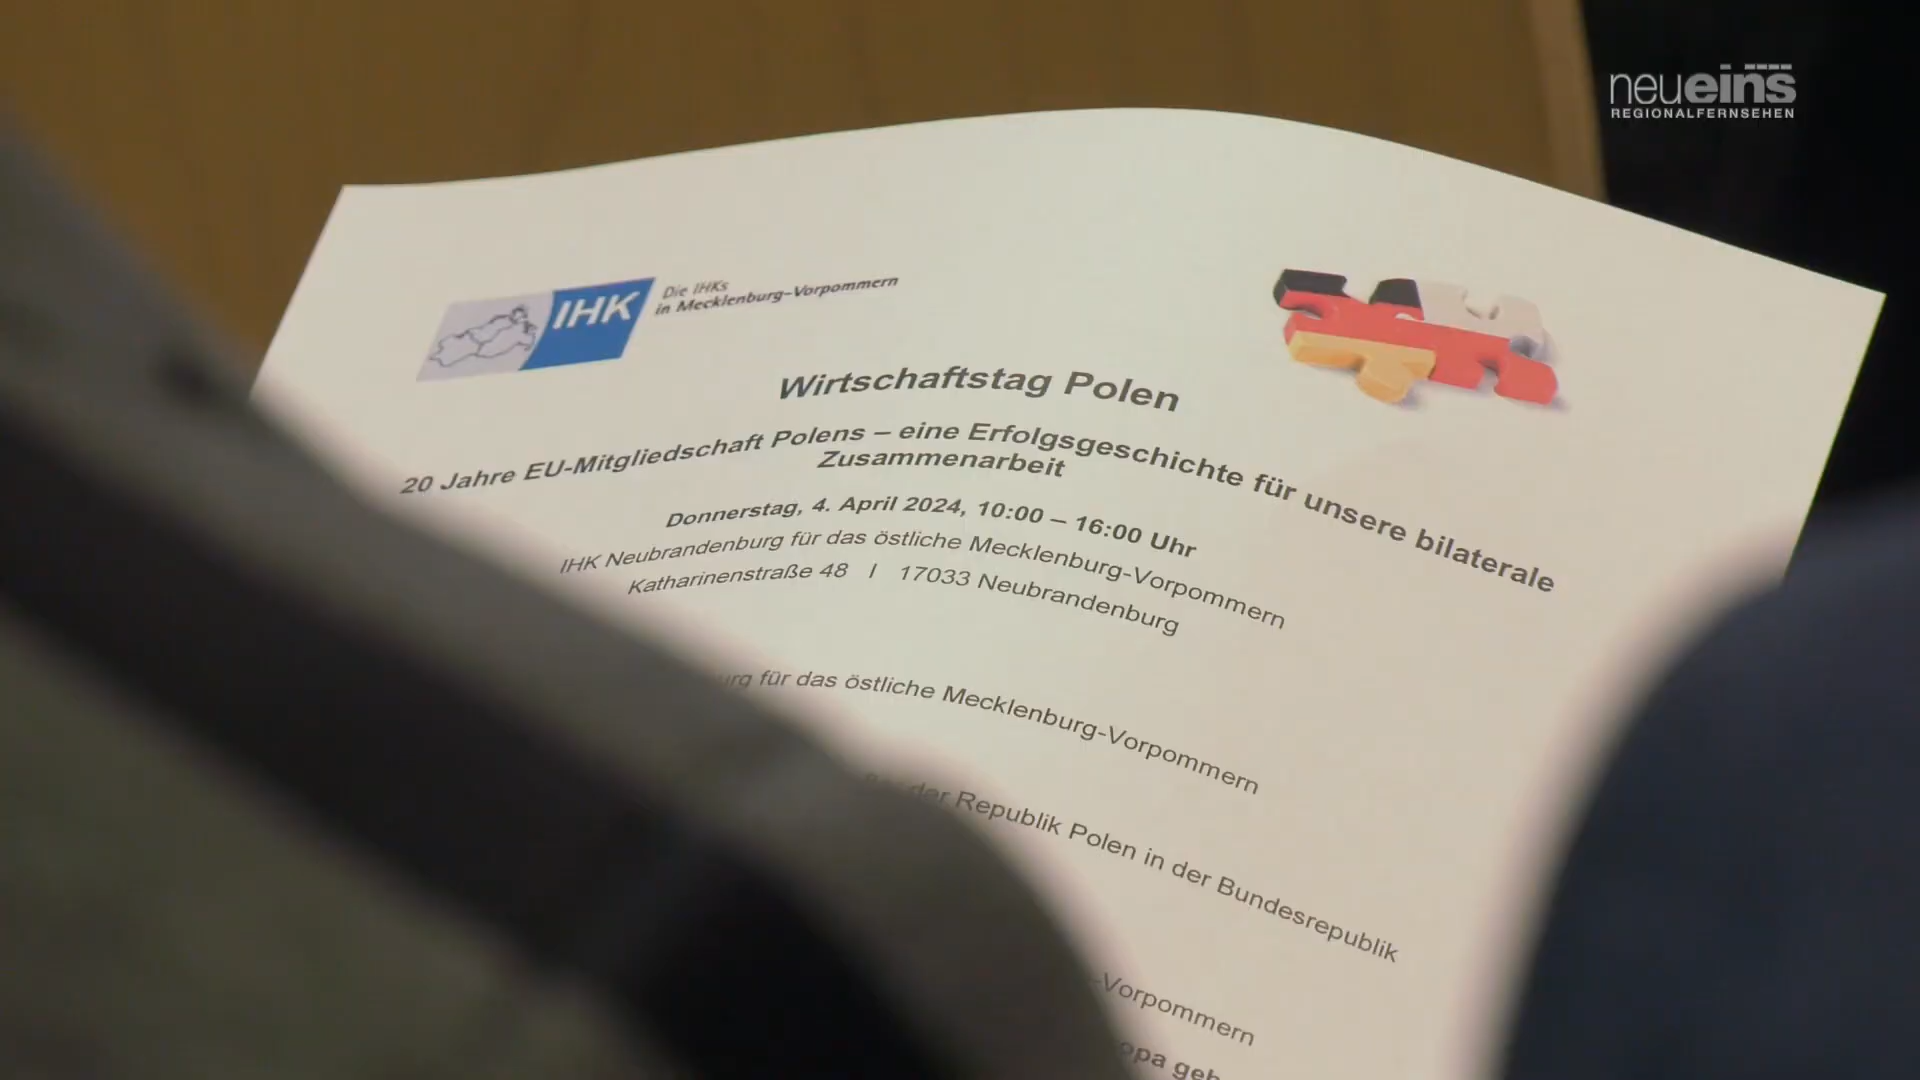 neueins
REGIONALFERNSEHEN
IHK
Die IHKs
in Mecklenburg-Vorpommern
Wirtschaftstag Polen
20 Jahre EU-Mitgliedschaft Polens – eine Erfolgsgeschichte für unsere bilaterale
Zusammenarbeit
Donnerstag, 4. April 2024, 10:00 – 16:00 Uhr
IHK Neubrandenburg für das östliche Mecklenburg-Vorpommern
Katharinenstraße 48 I 17033 Neubrandenburg
für das östliche Mecklenburg-Vorpommern
der Republik Polen in der Bundesrepublik
-Vorpommern